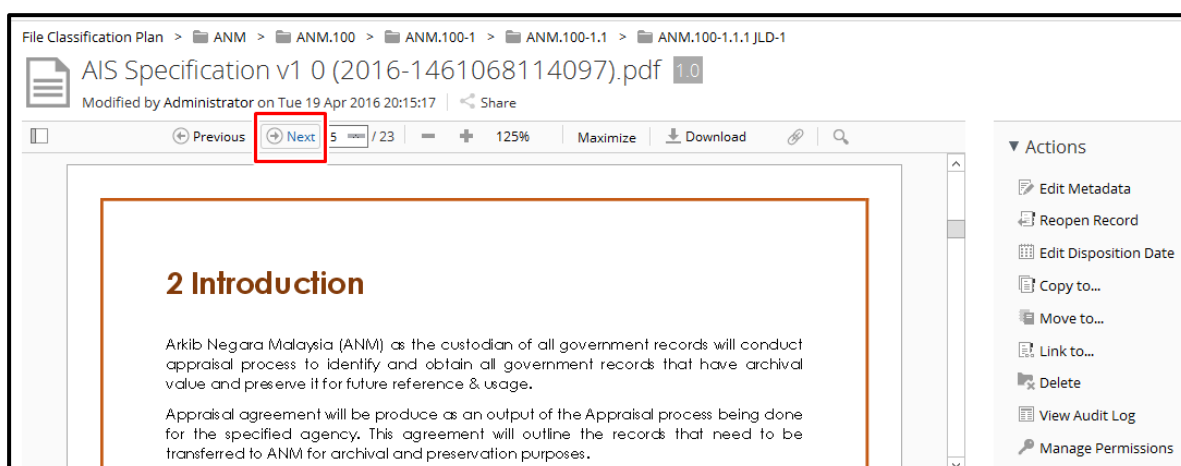 File Classification Plan > ANM > ANM.100 > ANM.100-1 > ANM.100-1.1 > ANM.100-1.1.1 JLD-1
AIS Specification v1 0 (2016-1461068114097).pdf 1.0
Modified by Administrator on Tue 19 Apr 2016 20:15:17 Share
Previous Next 5 / 23 125% Maximize Download
Actions
Edit Metadata
Reopen Record
Edit Disposition Date
Copy to...
Move to...
Link to...
Delete
View Audit Log
Manage Permissions
2 Introduction
Arkib Negara Malaysia (ANM) as the custodian of all government records will conduct
appraisal process to identify and obtain all government records that have archival
value and preserve it for future reference & usage.
Appraisal agreement will be produce as an output of the Appraisal process being done
for the specified agency. This agreement will outline the records that need to be
transferred to ANM for archival and preservation purposes.